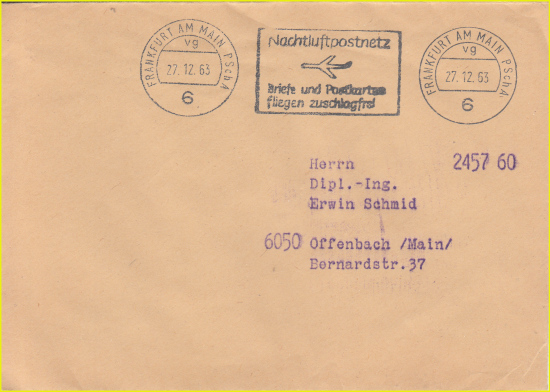 FRANKFURT AM MAIN PSchA
vg
27.12.63
6
Nachtluftpostnetz
Briefe und Postkarten
fliegen zuschlagfrei
FRANKFURT AM MAIN PSchA
vg
27.12.63
6
Herrn 2457 60
Dipl.-Ing.
Erwin Schmid
6050 Offenbach /Main/
Bernardstr.37